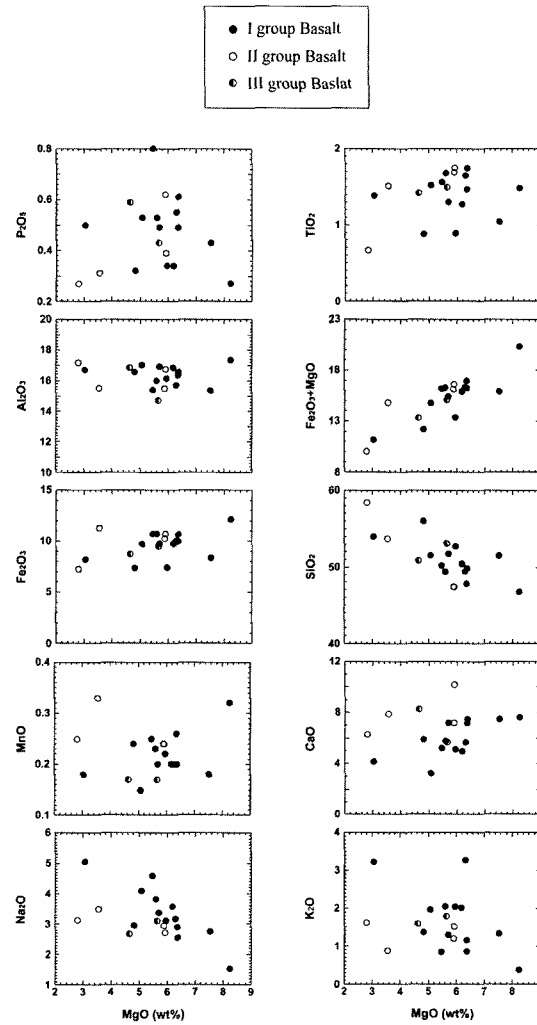 I group Basalt
II group Basalt
III group Baslat
0.8
0.6
0.4
0.2
P₂O₅
2
1
0
TiO₂
20
18
16
14
12
10
Al₂O₃
23
18
13
8
Fe₂O₃+MgO
15
10
5
0
Fe₂O₃
60
50
40
SiO₂
0.4
0.3
0.2
0.1
MnO
12
8
4
0
CaO
6
5
4
3
2
1
Na₂O
4
3
2
1
0
K₂O
2 3 4 5 6 7 8 9
2 3 4 5 6 7 8 9
MgO (wt%)
MgO (wt%)